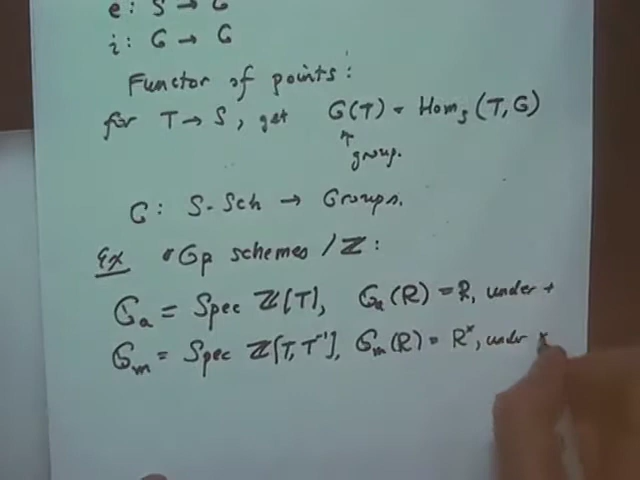 e: S → G
i: G → G
Functor of points:
for T → S, get G(T) = Hom_S(T, G)
↑
group.
G: S-Sch → Groups.
Ex • Gp schemes /ℤ:
𝔾_a = Spec ℤ[T], 𝔾_a(R) = R, under +
𝔾_m = Spec ℤ[T, T⁻¹], 𝔾_m(R) = R^×, under ×